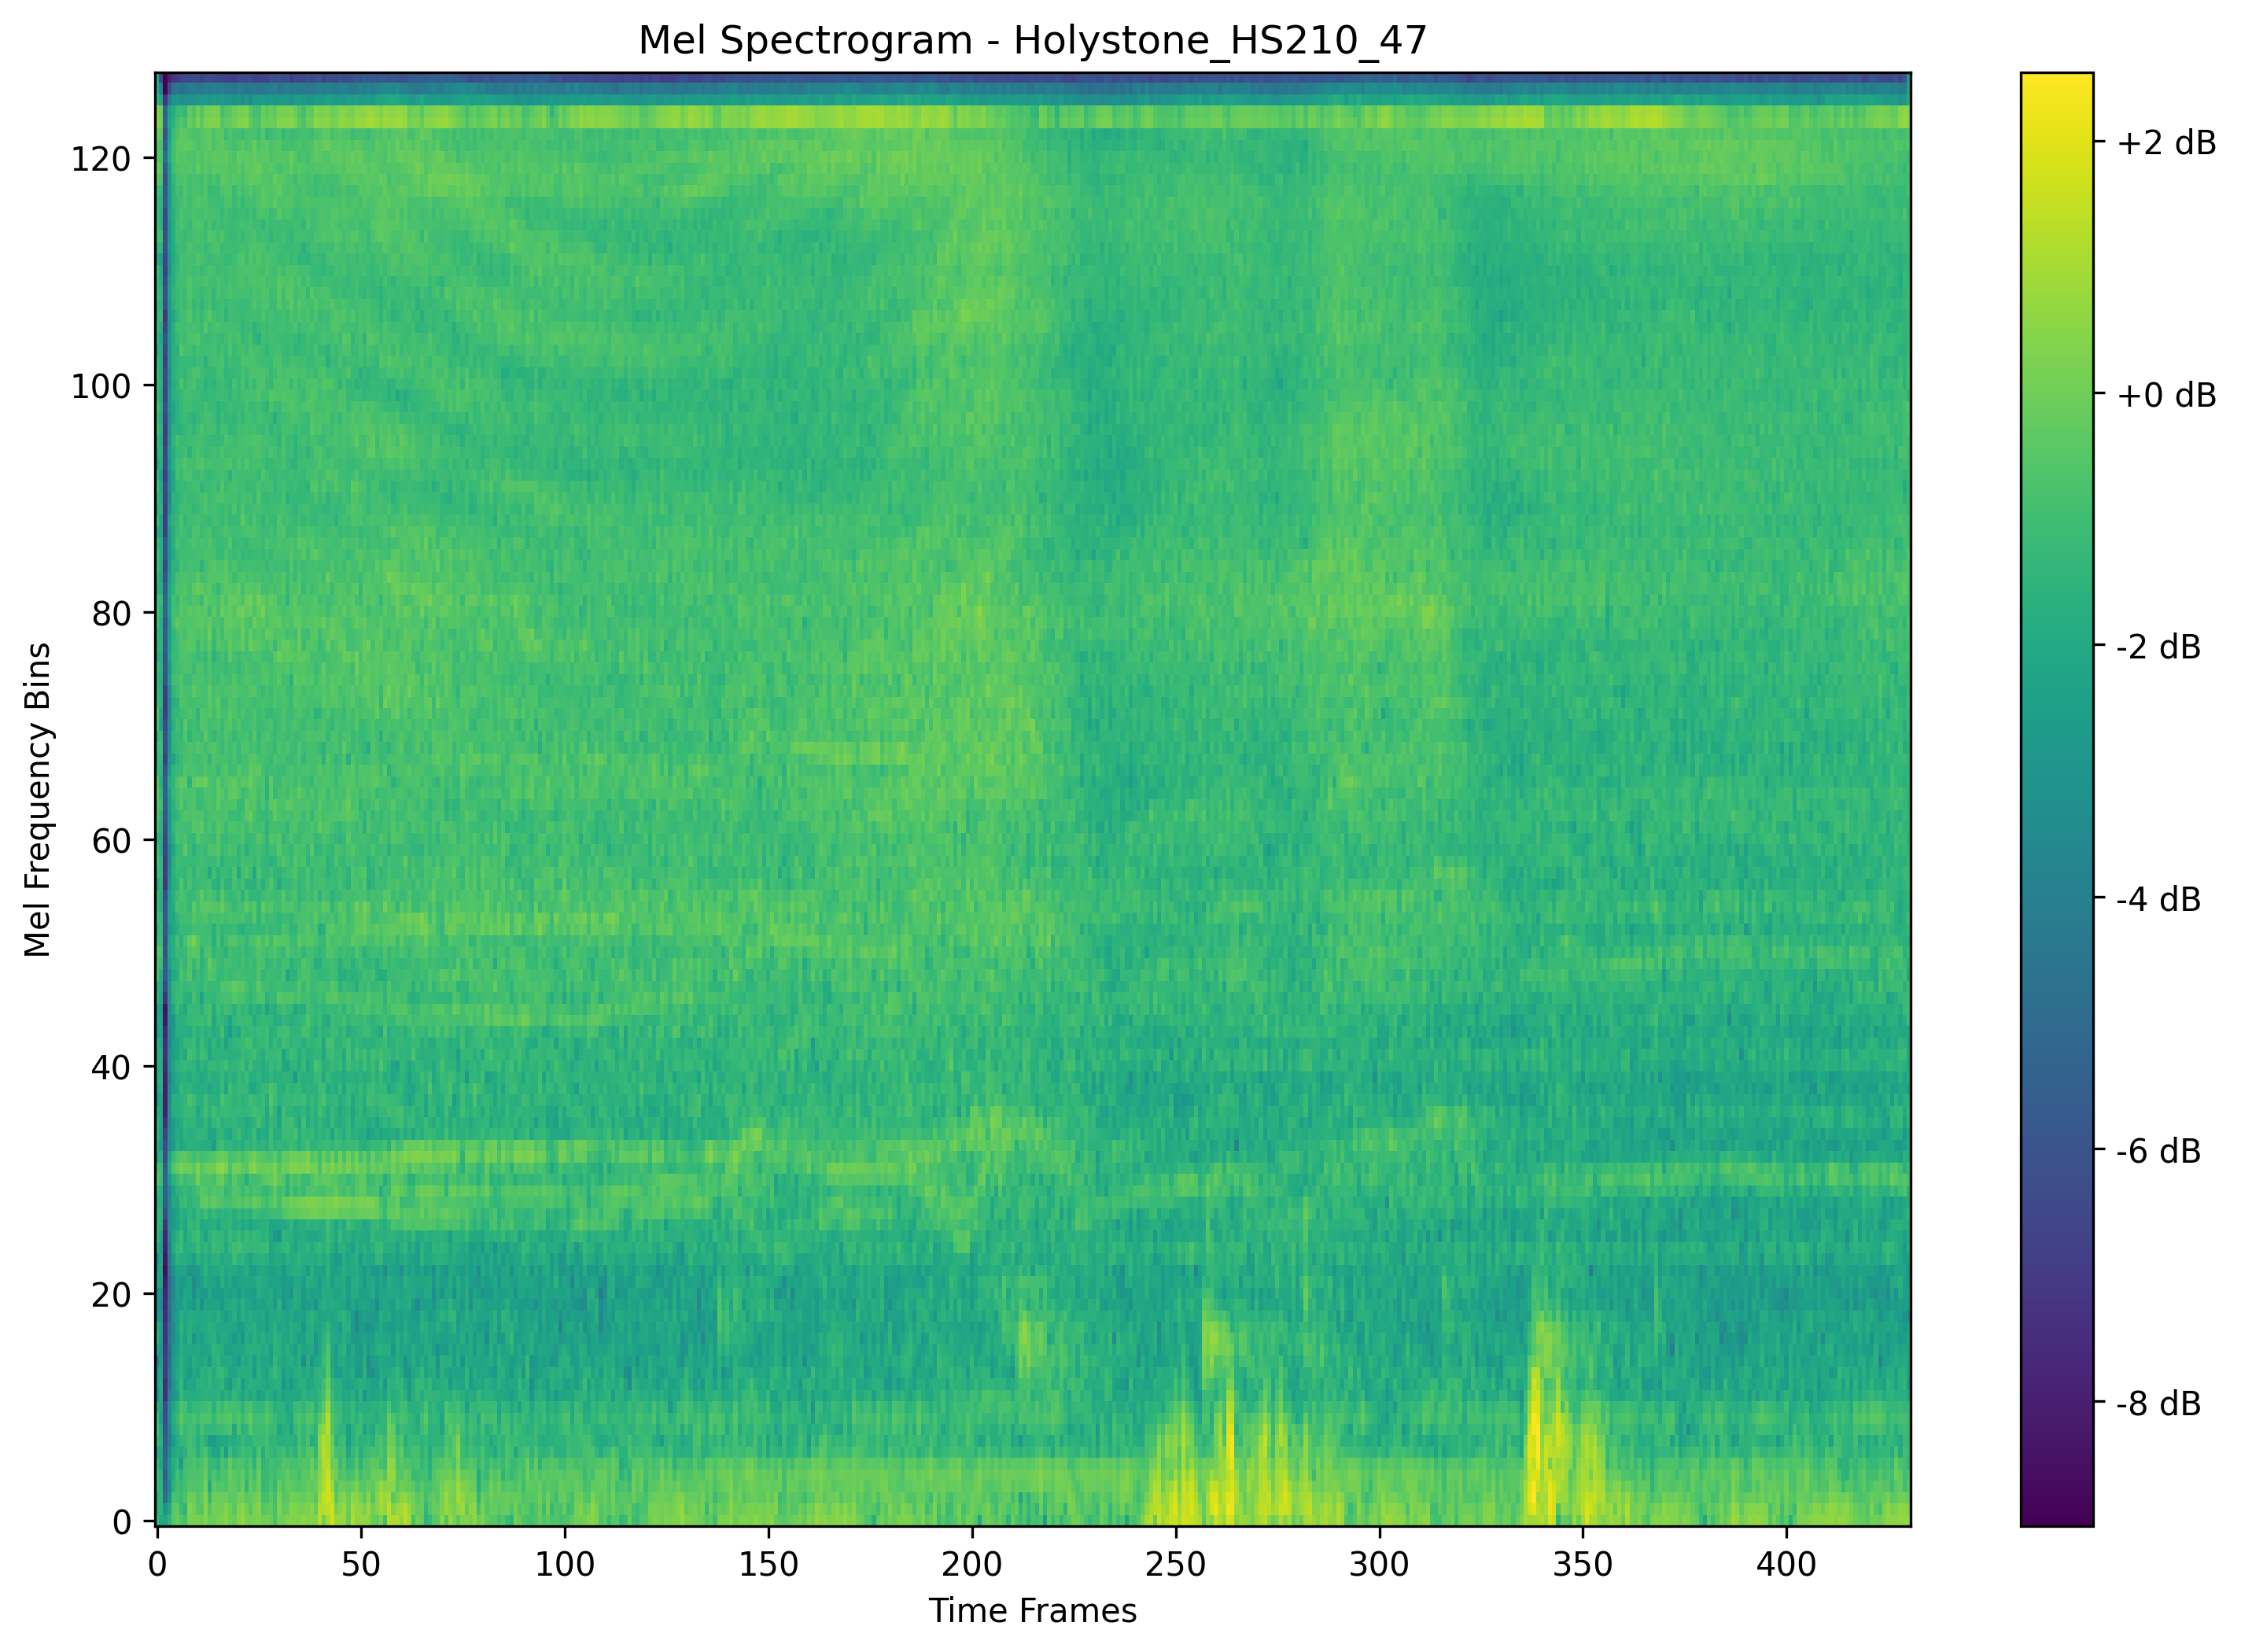 Mel Spectrogram - Holystone_HS210_47
Mel Frequency Bins
120
100
80
60
40
20
0
0 50 100 150 200 250 300 350 400
Time Frames
+2 dB
+0 dB
-2 dB
-4 dB
-6 dB
-8 dB